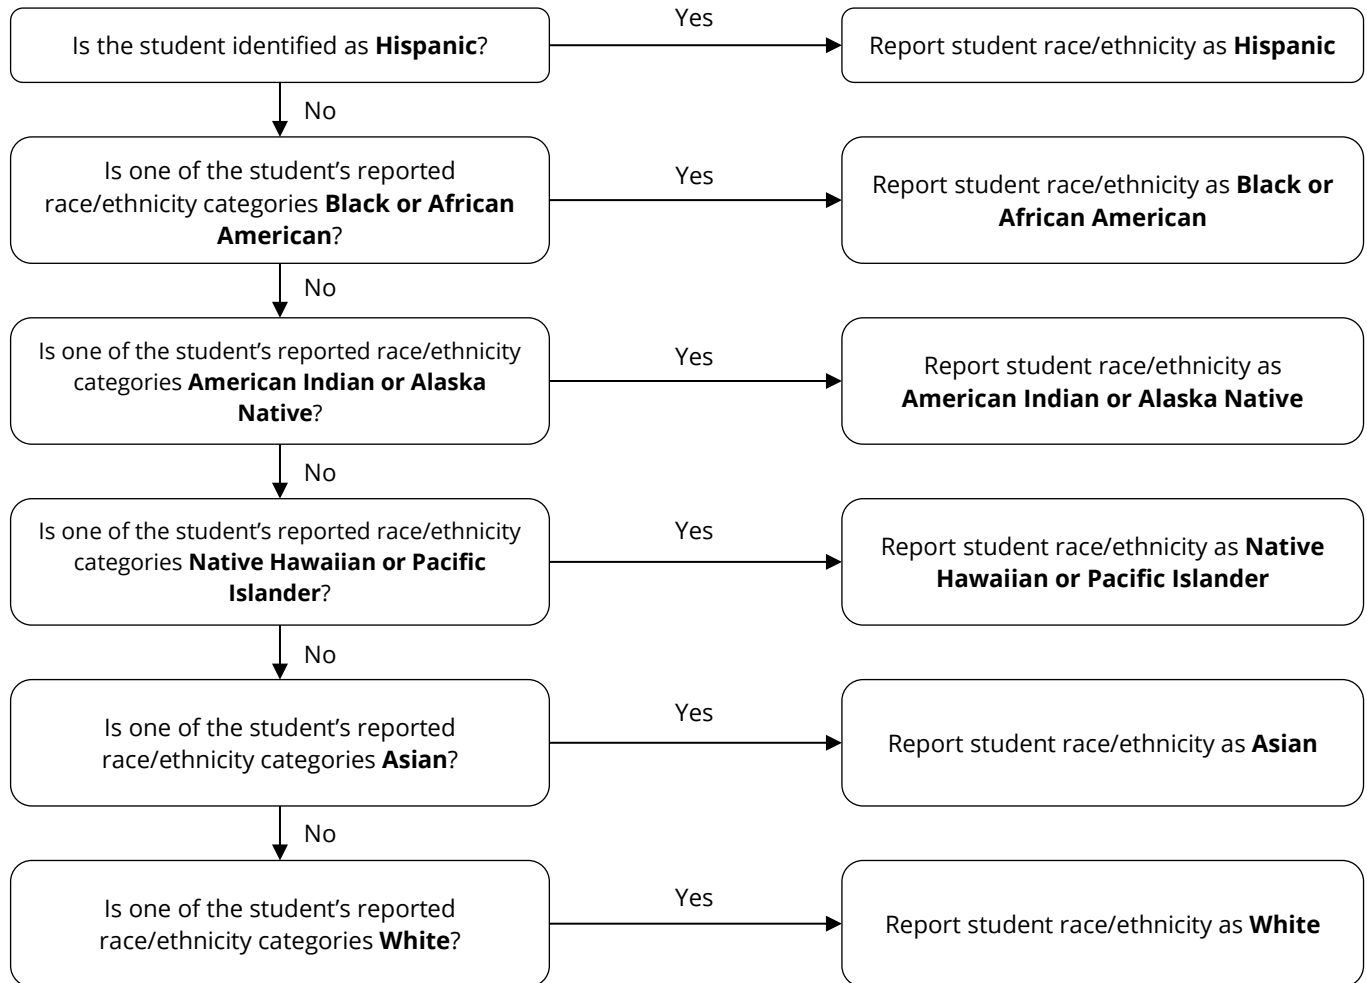 Is the student identified as Hispanic?
Yes
Report student race/ethnicity as Hispanic
No
Is one of the student’s reported
race/ethnicity categories Black or African
American?
Yes
Report student race/ethnicity as Black or
African American
No
Is one of the student’s reported race/ethnicity
categories American Indian or Alaska
Native?
Yes
Report student race/ethnicity as
American Indian or Alaska Native
No
Is one of the student’s reported race/ethnicity
categories Native Hawaiian or Pacific
Islander?
Yes
Report student race/ethnicity as Native
Hawaiian or Pacific Islander
No
Is one of the student’s reported
race/ethnicity categories Asian?
Yes
Report student race/ethnicity as Asian
No
Is one of the student’s reported
race/ethnicity categories White?
Yes
Report student race/ethnicity as White